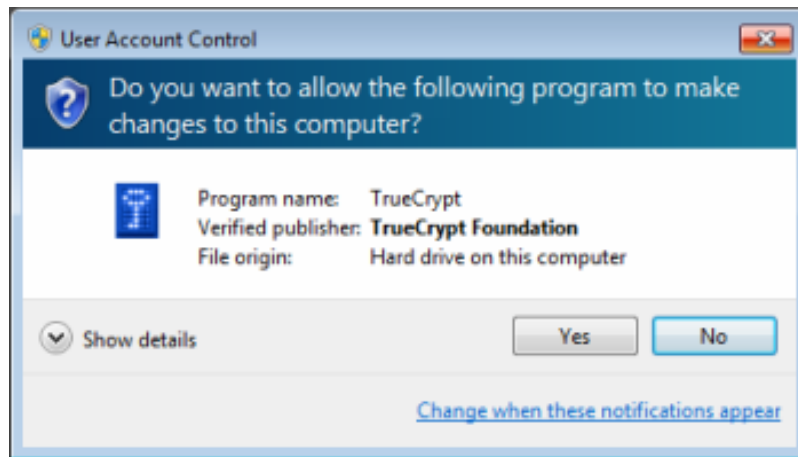 User Account Control
Do you want to allow the following program to make
changes to this computer?
Program name: TrueCrypt
Verified publisher: TrueCrypt Foundation
File origin: Hard drive on this computer
Show details
Yes
No
Change when these notifications appear